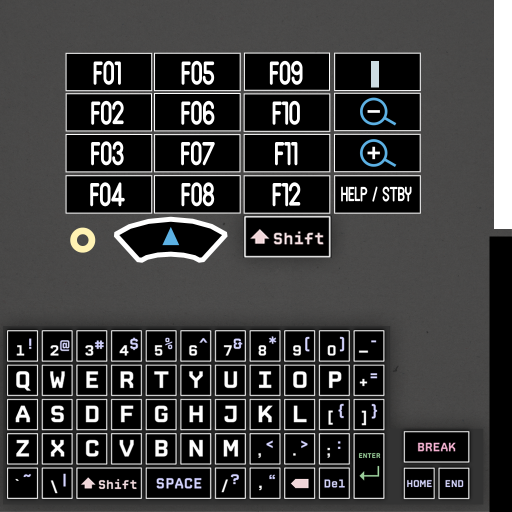 F01 F05 F09
F02 F06 F10 −
F03 F07 F11 +
F04 F08 F12 HELP / STBY
Shift
1! 2@ 3# 4$ 5% 6^ 7& 8* 9( 0) _-
Q W E R T Y U I O P +=
A S D F G H J K L [{ ]}
Z X C V B N M ,< .> ;: ENTER
`~ \| Shift SPACE /? ,“ Del
BREAK
HOME END